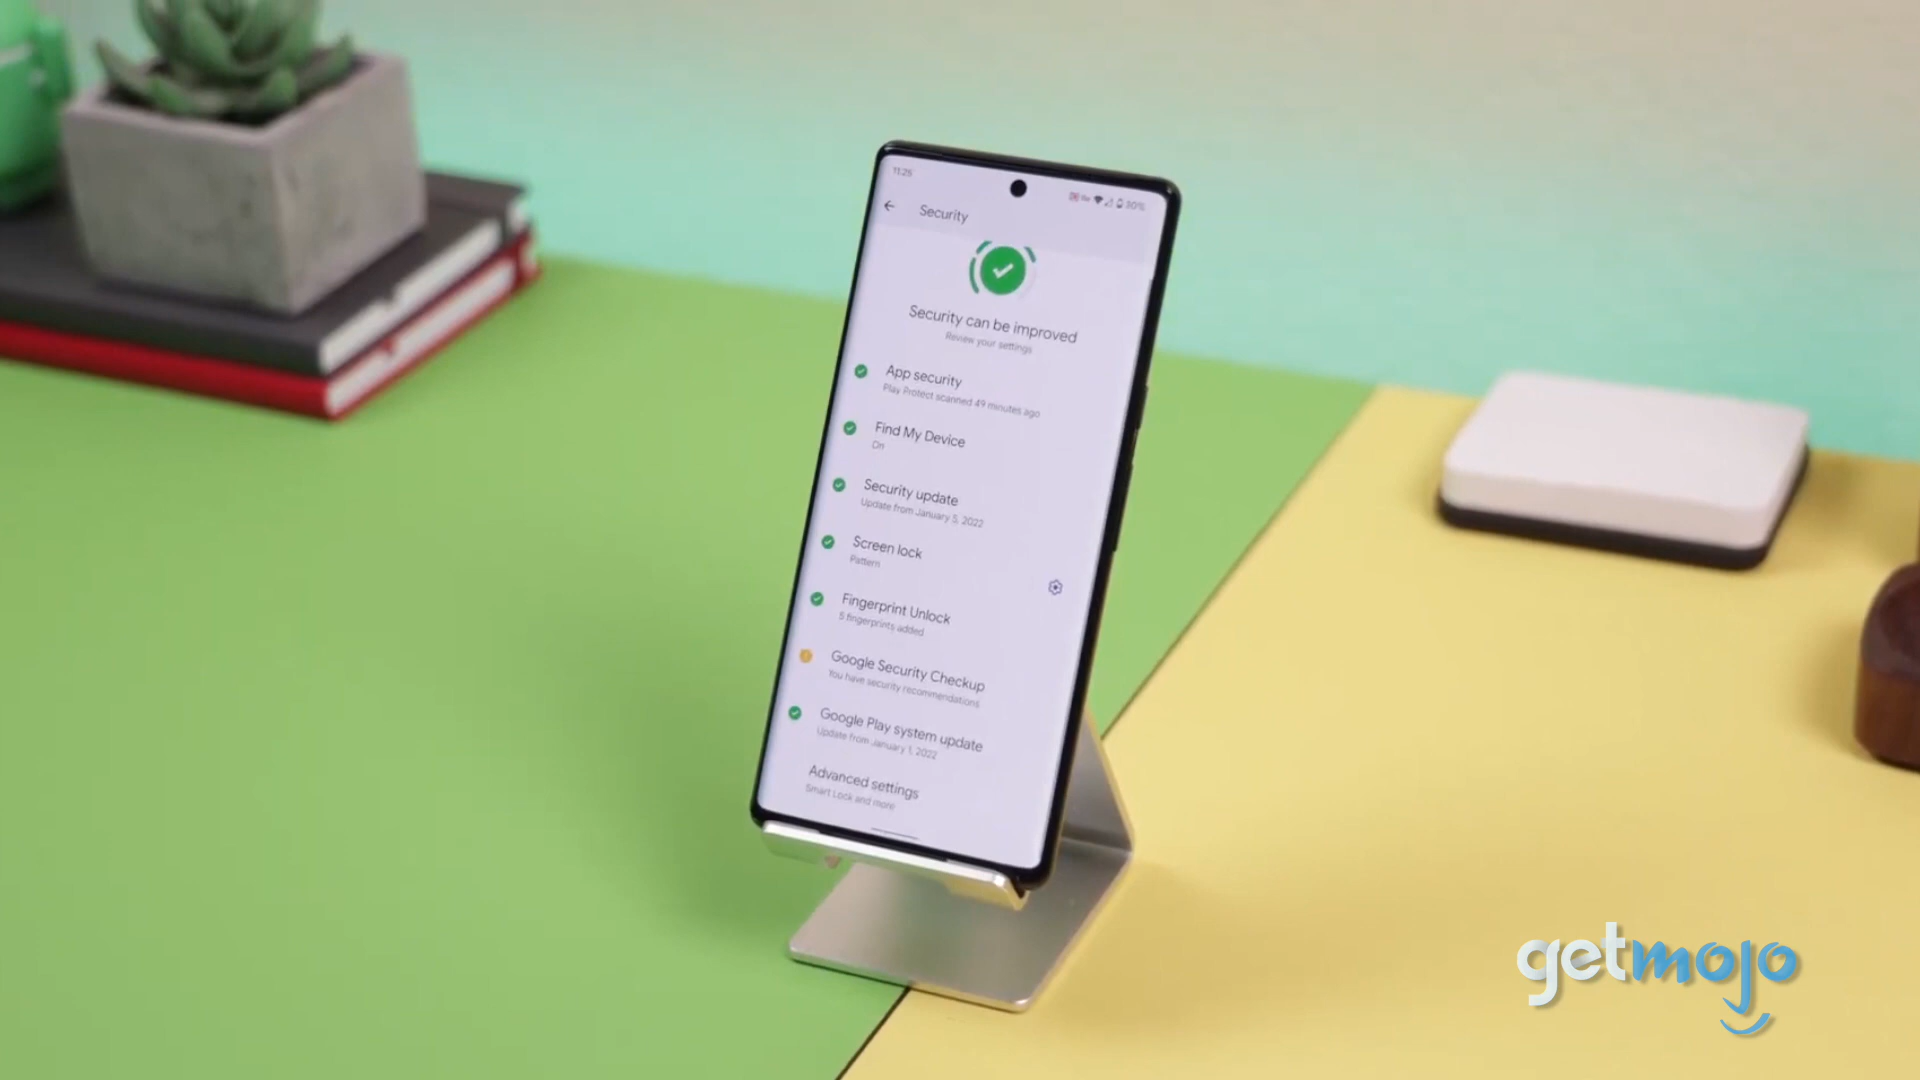 11:25
30%
Security
Security can be improved
Review your settings
App security
Play Protect scanned 49 minutes ago
Find My Device
On
Security update
Update from January 5, 2022
Screen lock
Pattern
Fingerprint Unlock
5 fingerprints added
Google Security Checkup
You have security recommendations
Google Play system update
Update from January 1, 2022
Advanced settings
Smart Lock and more
getmojo